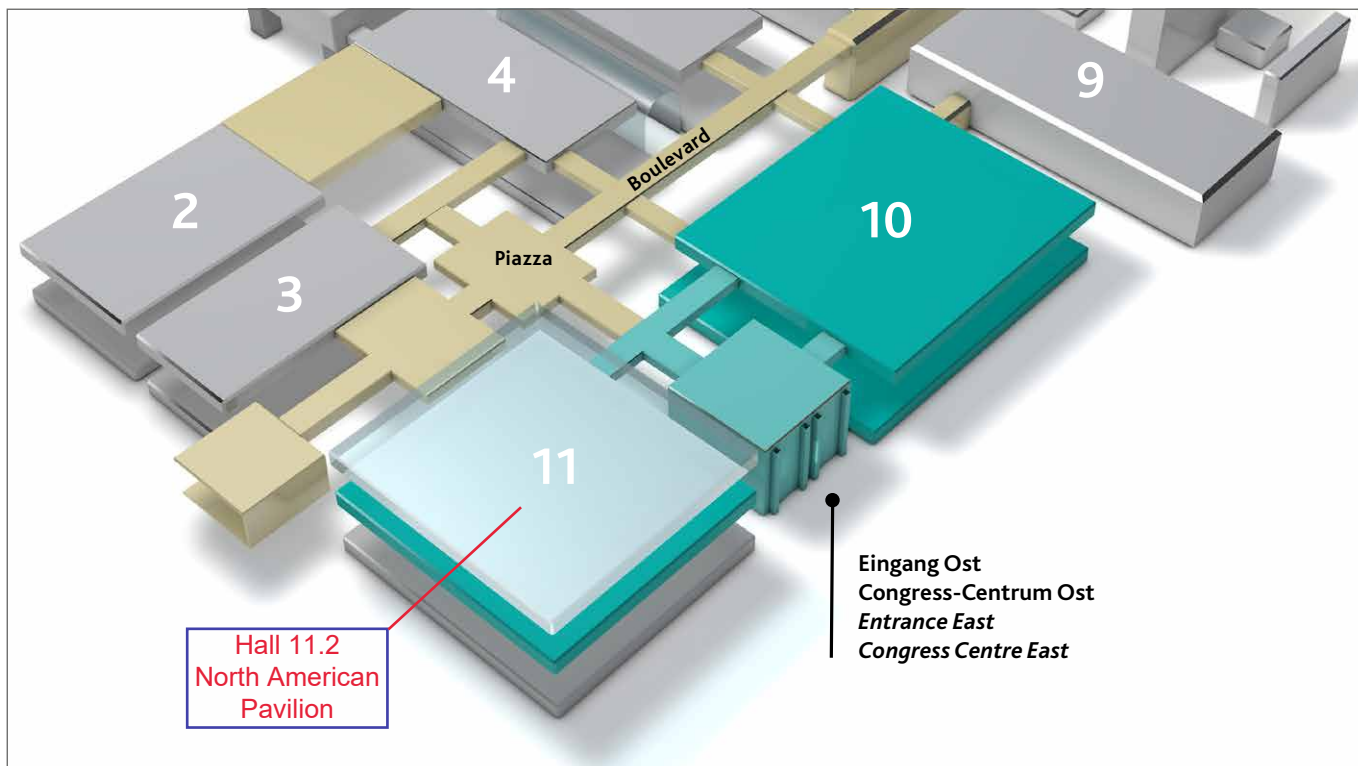 4
9
Boulevard
2
10
Piazza
3
11
Eingang Ost
Congress-Centrum Ost
Entrance East
Congress Centre East
Hall 11.2
North American
Pavilion